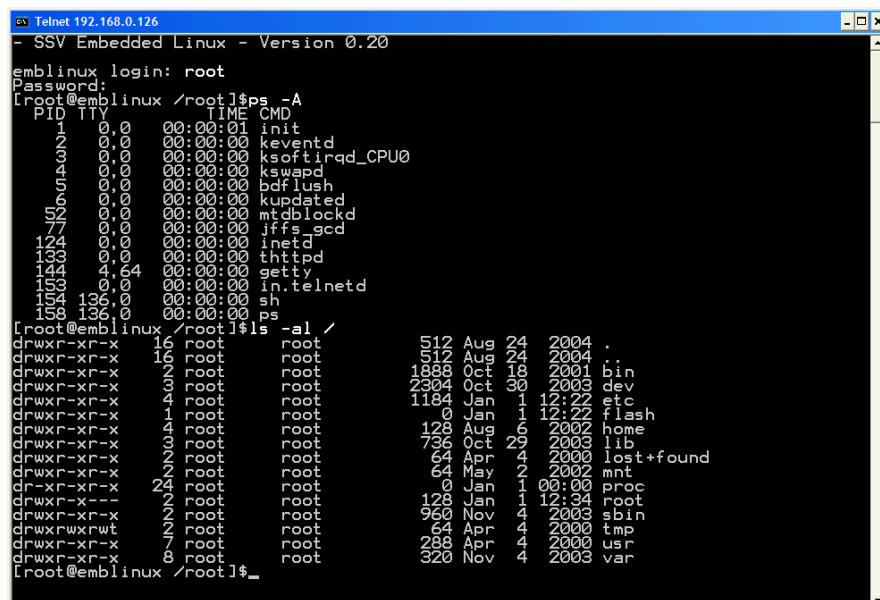 Telnet 192.168.0.126
- SSV Embedded Linux - Version 0.20
emblinux login: root
Password:
[root@emblinux /root]$ps -A
  PID TTY          TIME CMD
    1    0,0   00:00:01 init
    2    0,0   00:00:00 keventd
    3    0,0   00:00:00 ksoftirqd_CPU0
    4    0,0   00:00:00 kswapd
    5    0,0   00:00:00 bdflush
    6    0,0   00:00:00 kupdated
   52    0,0   00:00:00 mtdblockd
   77    0,0   00:00:00 jffs_gcd
  124    0,0   00:00:00 inetd
  133    0,0   00:00:00 thttpd
  144    4,64  00:00:00 getty
  153    0,0   00:00:00 in.telnetd
  154 136,0    00:00:00 sh
  158 136,0    00:00:00 ps
[root@emblinux /root]$ls -al /
drwxr-xr-x   16 root     root          512 Aug 24  2004 .
drwxr-xr-x   16 root     root          512 Aug 24  2004 ..
drwxr-xr-x    2 root     root         1888 Oct 18  2001 bin
drwxr-xr-x    3 root     root         2304 Oct 30  2003 dev
drwxr-xr-x    4 root     root         1184 Jan  1 12:22 etc
drwxr-xr-x    1 root     root            0 Jan  1 12:22 flash
drwxr-xr-x    4 root     root          128 Aug  6  2002 home
drwxr-xr-x    3 root     root          736 Oct 29  2003 lib
drwxr-xr-x    2 root     root           64 Apr  4  2000 lost+found
drwxr-xr-x    2 root     root           64 May  2  2002 mnt
dr-xr-xr-x   24 root     root            0 Jan  1 00:00 proc
drwxr-x---    2 root     root          128 Jan  1 12:34 root
drwxr-xr-x    2 root     root          960 Nov  4  2003 sbin
drwxrwxrwt    2 root     root           64 Apr  4  2000 tmp
drwxr-xr-x    7 root     root          288 Apr  4  2000 usr
drwxr-xr-x    8 root     root          320 Nov  4  2003 var
[root@emblinux /root]$_